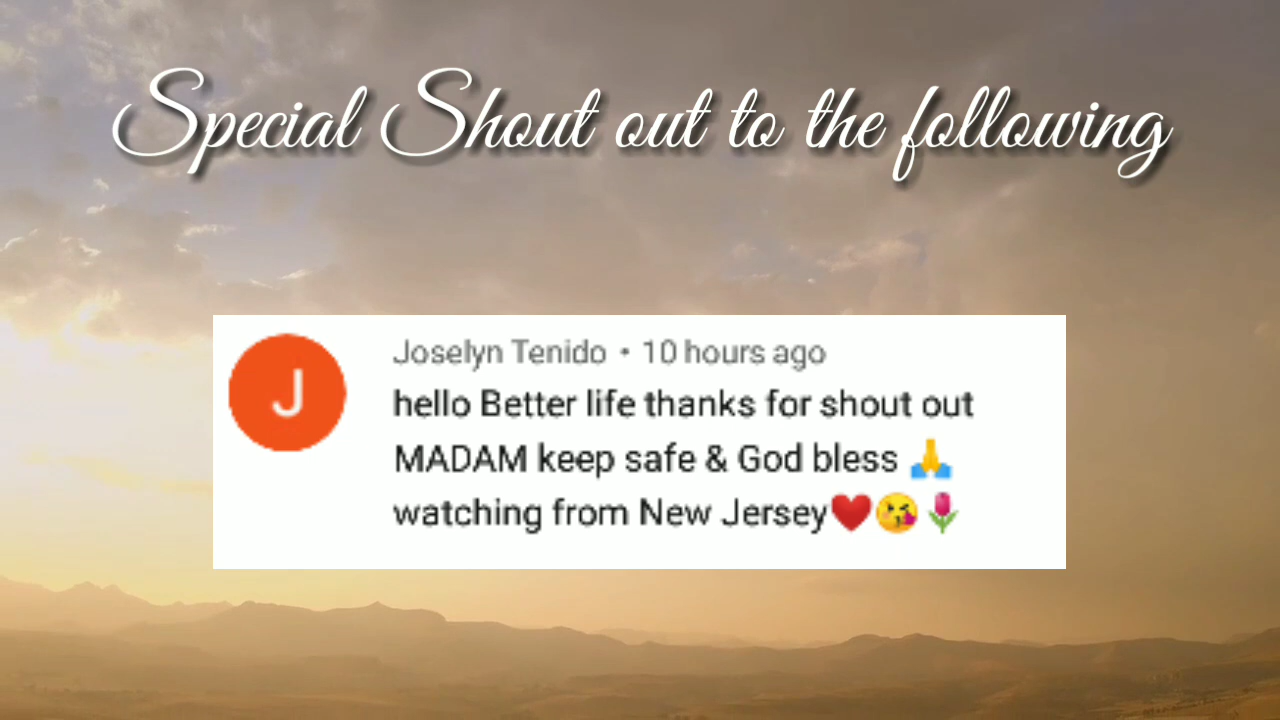 Special Shout out to the following
J
Joselyn Tenido • 10 hours ago
hello Better life thanks for shout out
MADAM keep safe & God bless 🙏
watching from New Jersey❤️😘🌷